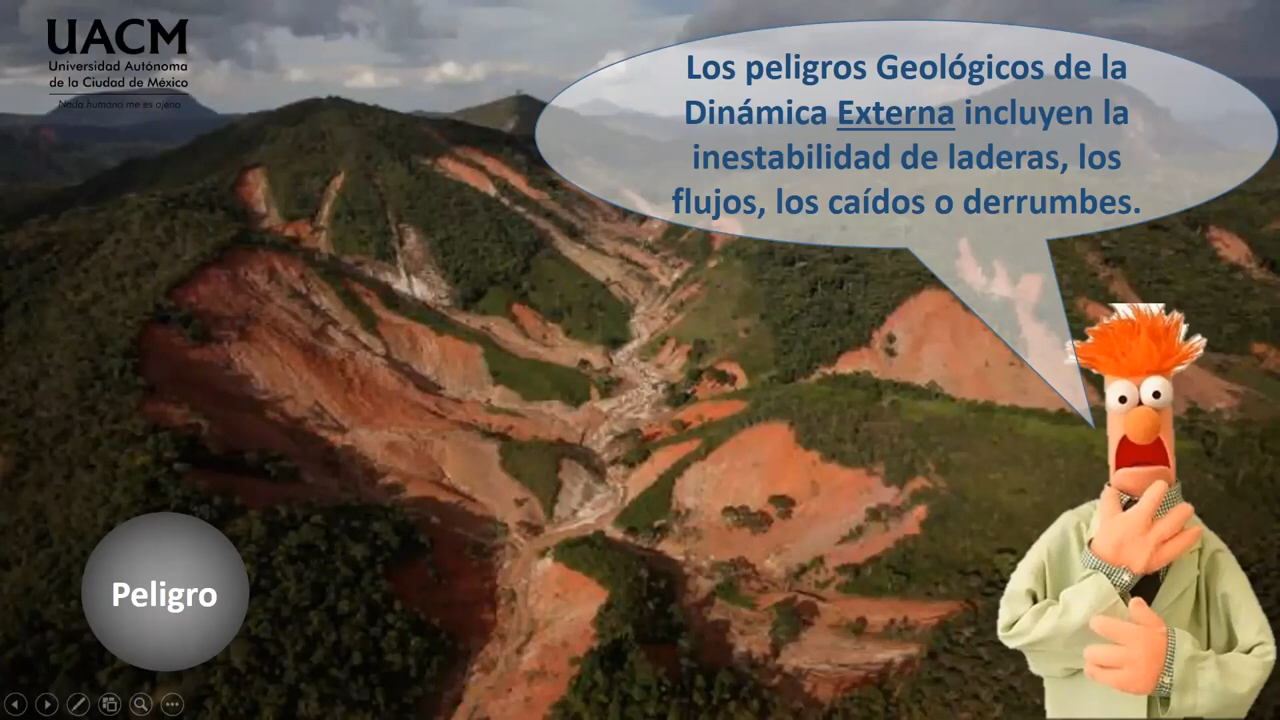 UACM
Universidad Autónoma
de la Ciudad de México
Nada humano me es ajeno
Los peligros Geológicos de la
Dinámica Externa incluyen la
inestabilidad de laderas, los
flujos, los caídos o derrumbes.
Peligro